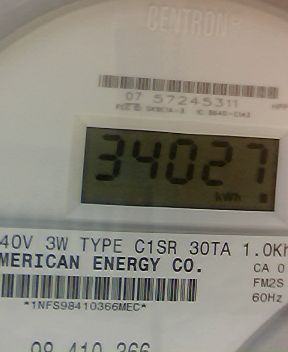 CENTRON®
07 57245311
34027
kWh
40V 3W TYPE C1SR 30TA 1.0Kh
MERICAN ENERGY CO.
CA 0
FM2S
60Hz
*1NFS98410366MEC*
98 410 366